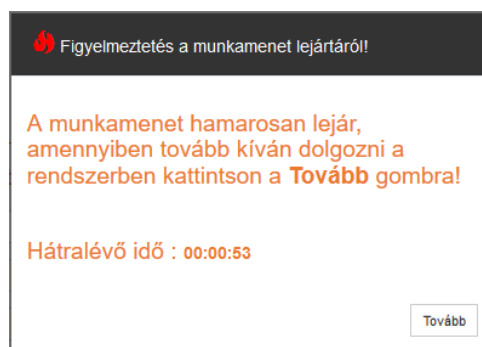 Figyelmeztetés a munkamenet lejártáról!
A munkamenet hamarosan lejár,
amennyiben tovább kíván dolgozni a
rendszerben kattintson a Tovább gombra!
Hátralévő idő : 00:00:53
Tovább